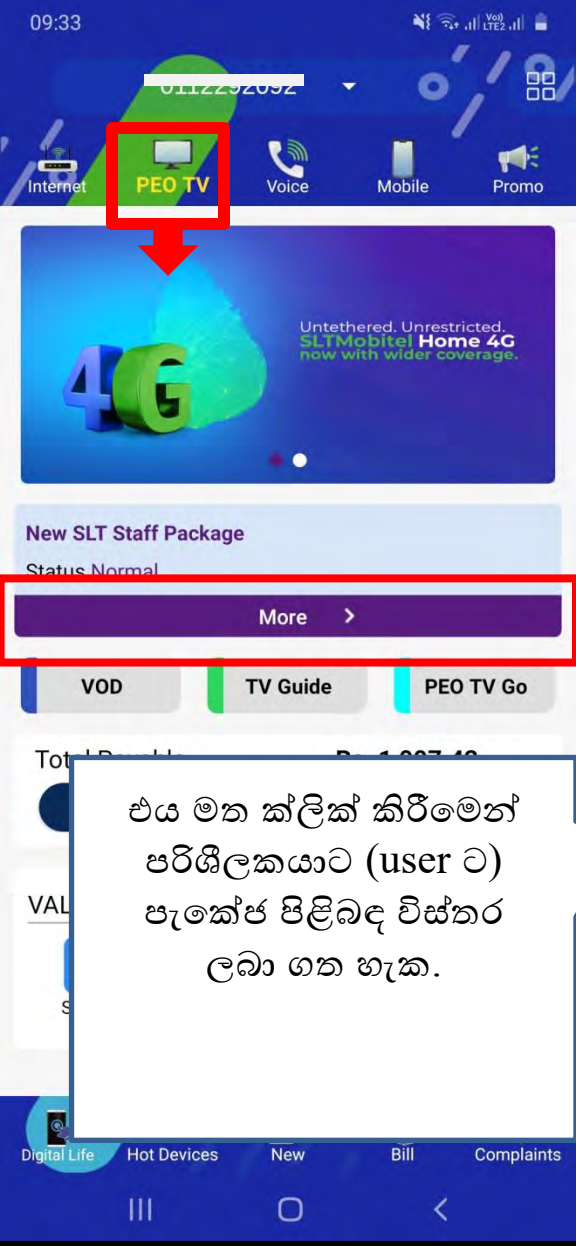 09:33
Vo)) LTE2
Internet PEO TV Voice Mobile Promo
4G
Untethered. Unrestricted.
SLTMobitel Home 4G
now with wider coverage.
New SLT Staff Package
Status Normal
More >
VOD TV Guide PEO TV Go
එය මත ක්ලික් කිරීමෙන්
පරිශීලකයාට (user ට)
පැකේජ පිළිබඳ විස්තර
ලබා ගත හැක.
Digital Life Hot Devices New Bill Complaints